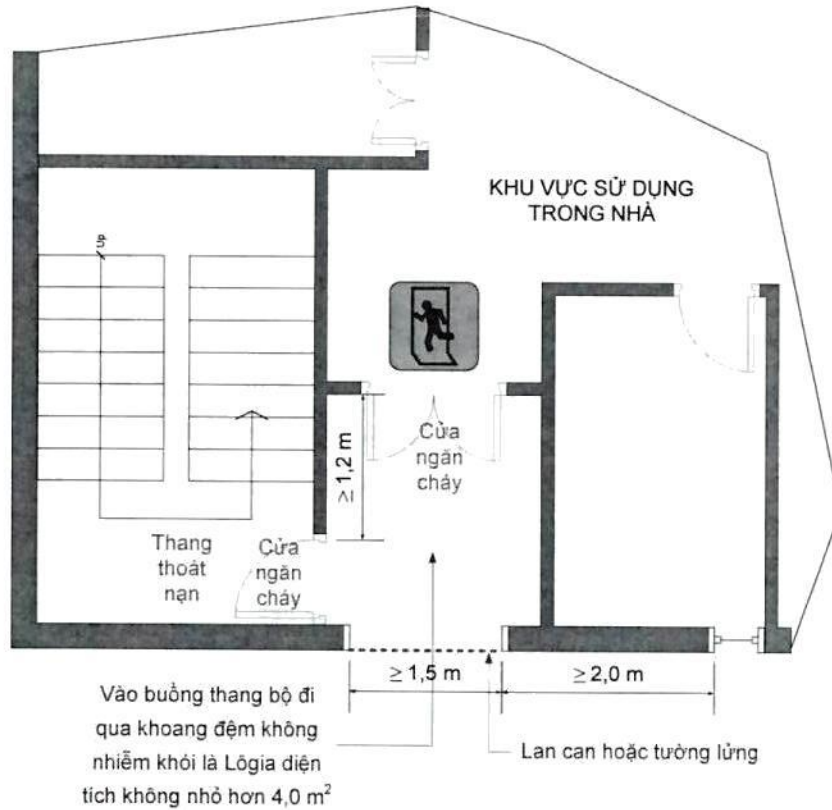 KHU VỰC SỬ DỤNG
TRONG NHÀ
Up
Cửa
ngăn
cháy
≥ 1,2 m
Thang
thoát
nạn
Cửa
ngăn
cháy
≥ 1,5 m
≥ 2,0 m
Vào buồng thang bộ đi
qua khoang đệm không
nhiễm khói là Lôgia diện
tích không nhỏ hơn 4,0 m²
Lan can hoặc tường lửng